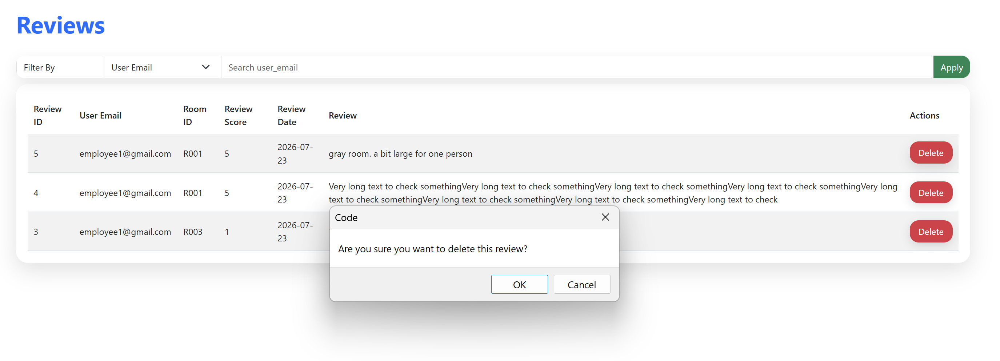 Reviews
Filter By User Email Search user_email Apply
Review ID User Email Room ID Review Score Review Date Review Actions
5 employee1@gmail.com R001 5 2026-07-23 gray room. a bit large for one person Delete
4 employee1@gmail.com R001 5 2026-07-23 Very long text to check somethingVery long text to check somethingVery long text to check somethingVery long text to check somethingVery long
text to check somethingVery long text to check somethingVery long text to check somethingVery long text to check Delete
3 employee1@gmail.com R003 1 2026-07-23 Delete
Code
Are you sure you want to delete this review?
OK Cancel